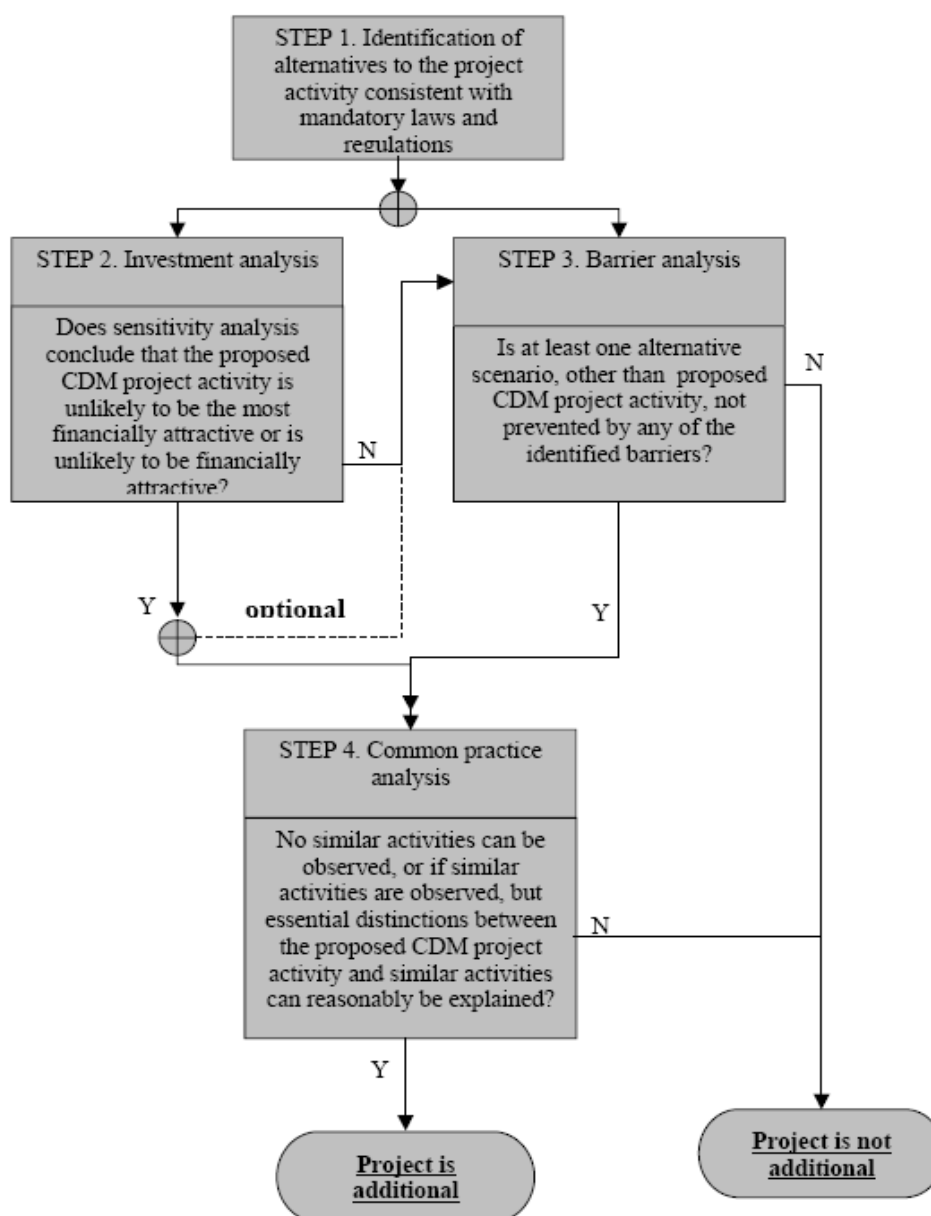 STEP 1. Identification of
alternatives to the project
activity consistent with
mandatory laws and
regulations
STEP 2. Investment analysis
Does sensitivity analysis
conclude that the proposed
CDM project activity is
unlikely to be the most
financially attractive or is
unlikely to be financially
attractive?
N
Y
optional
STEP 3. Barrier analysis
Is at least one alternative
scenario, other than proposed
CDM project activity, not
prevented by any of the
identified barriers?
N
Y
STEP 4. Common practice
analysis
No similar activities can be
observed, or if similar
activities are observed, but
essential distinctions between
the proposed CDM project
activity and similar activities
can reasonably be explained?
N
Y
Project is
additional
Project is not
additional